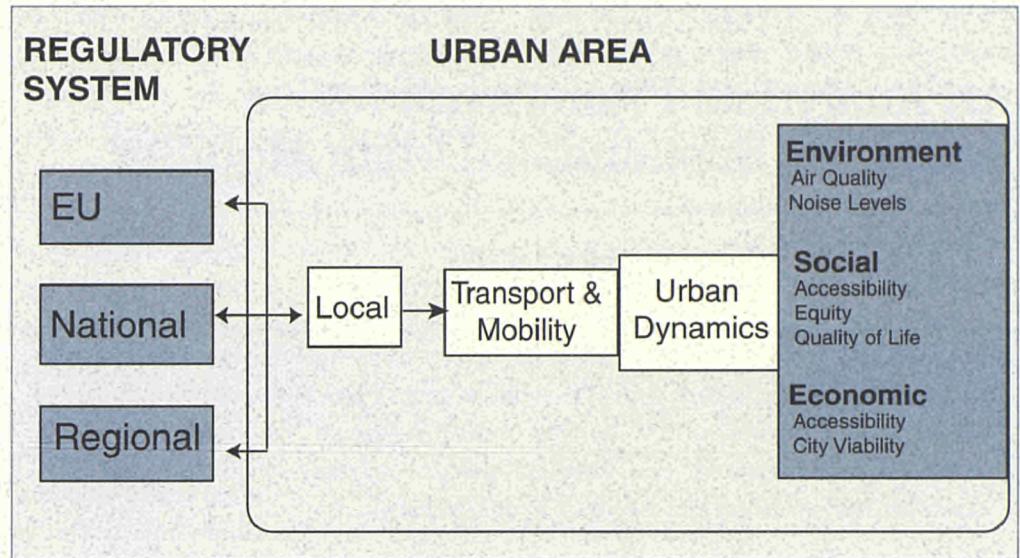 REGULATORY
SYSTEM
URBAN AREA
EU
National
Regional
Local
Transport &
Mobility
Urban
Dynamics
Environment
Air Quality
Noise Levels
Social
Accessibility
Equity
Quality of Life
Economic
Accessibility
City Viability